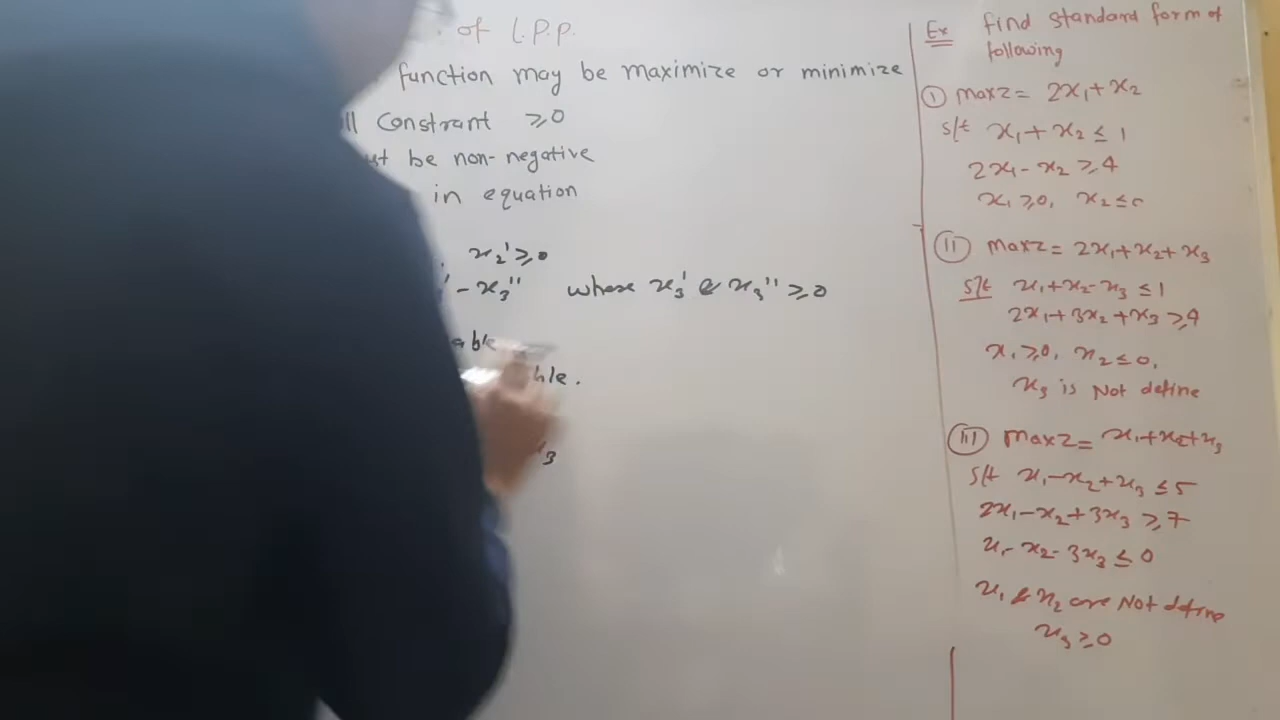 of L.P.P.
function may be maximize or minimize
ll constrant ≥0
st be non-negative
in equation
x₂' ≥0
' - x₃'' where x₃' & x₃'' ≥0
able
ble.
3
Ex find standard form of
following
(I) max z = 2x₁ + x₂
s/t x₁ + x₂ ≤ 1
2x₁ - x₂ ≥ 4
x₁ ≥0, x₂ ≤ 0
(II) max z = 2x₁ + x₂ + x₃
s/t x₁ + x₂ - x₃ ≤ 1
2x₁ + 3x₂ + x₃ ≥ 4
x₁ ≥0, x₂ ≤0,
x₃ is Not define
(III) max z = x₁ + x₂ + x₃
s/t x₁ - x₂ + x₃ ≤ 5
2x₁ - x₂ + 3x₃ ≥ 7
x₁ - x₂ - 3x₃ ≤ 0
x₁ & x₂ are Not define
x₃ ≥ 0